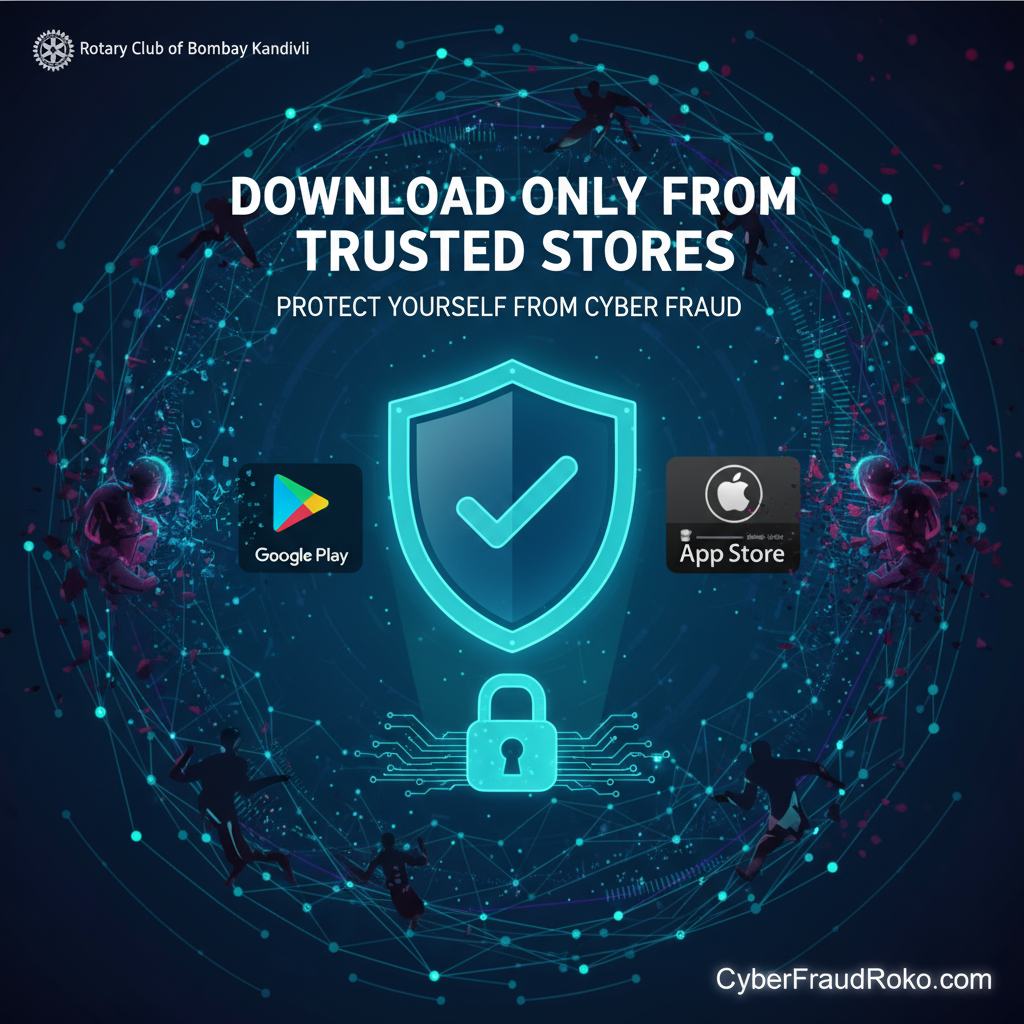 Rotary Club of Bombay Kandivli
DOWNLOAD ONLY FROM
TRUSTED STORES
PROTECT YOURSELF FROM CYBER FRAUD
Google Play
App Store
CyberFraudRoko.com